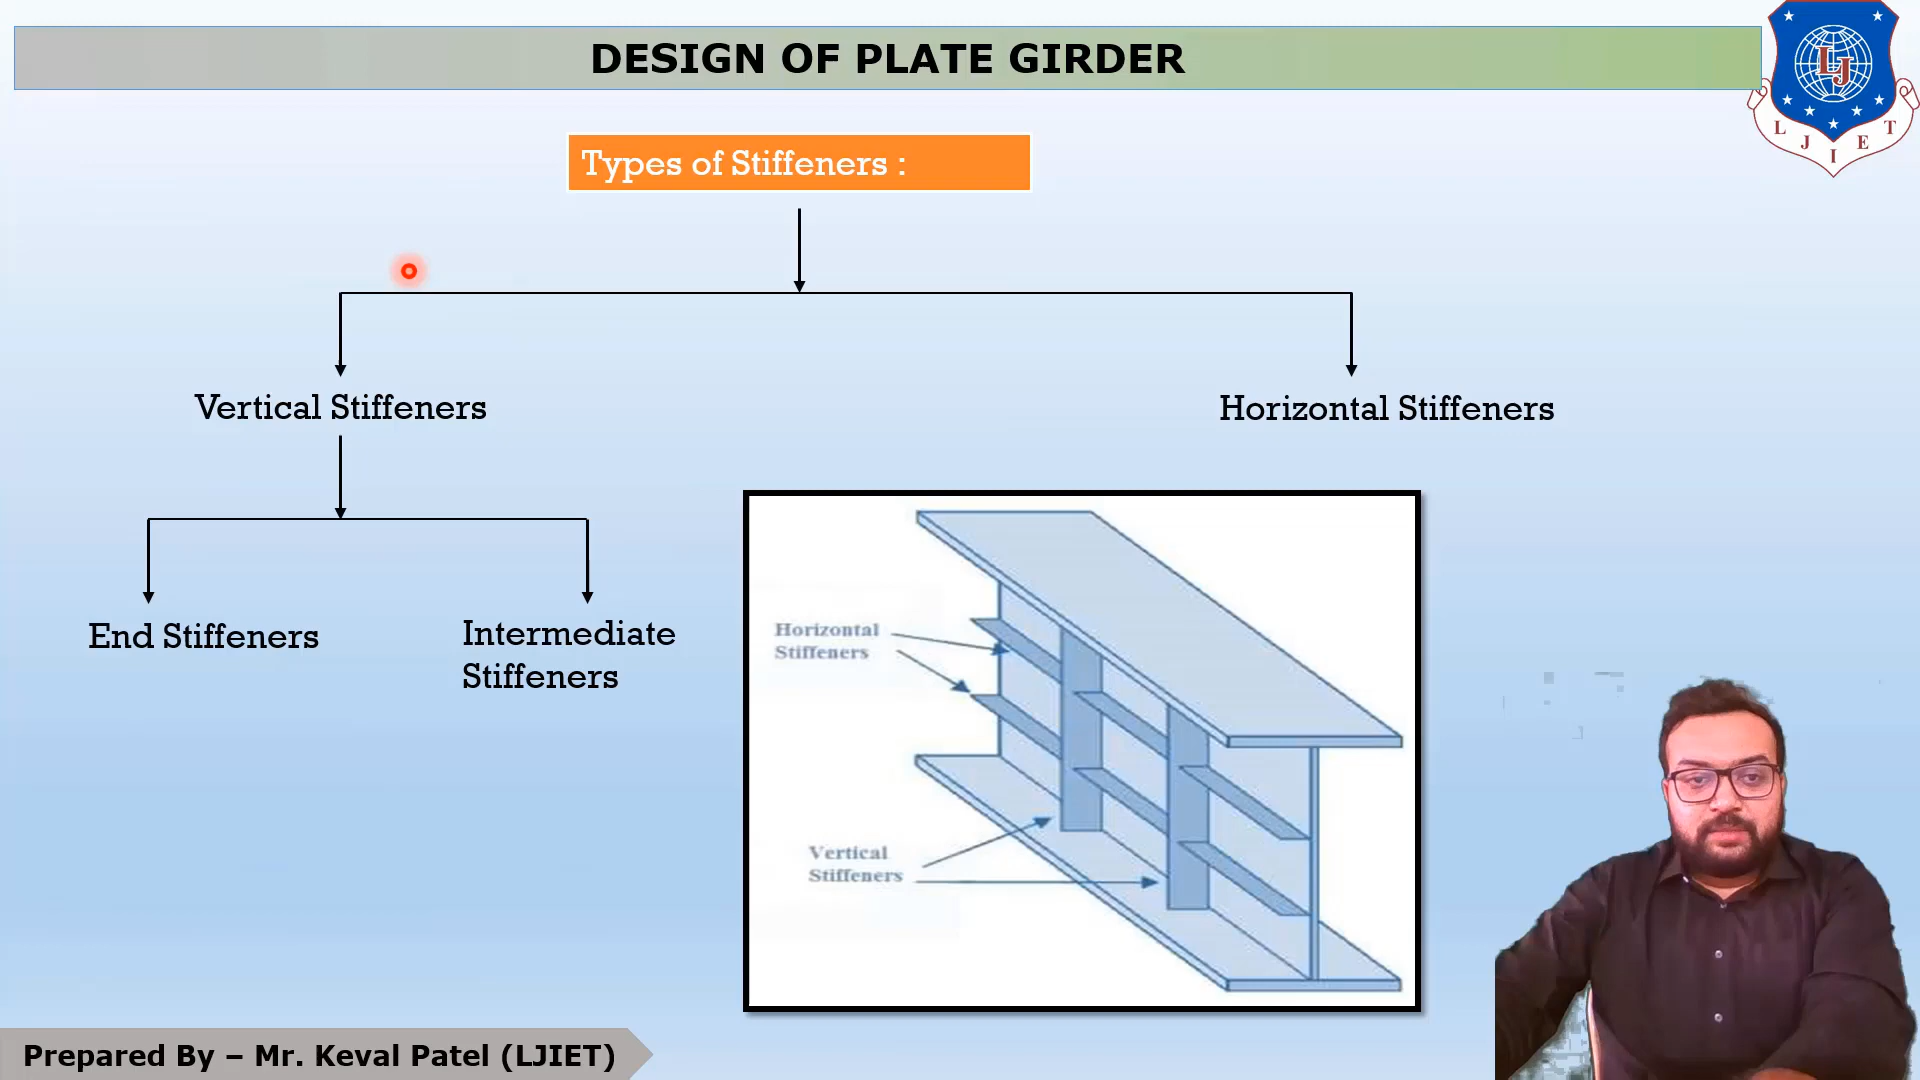 DESIGN OF PLATE GIRDER
LJ
L J I E T
Types of Stiffeners :
Vertical Stiffeners
Horizontal Stiffeners
End Stiffeners
Intermediate
Stiffeners
Horizontal
Stiffeners
Vertical
Stiffeners
Prepared By – Mr. Keval Patel (LJIET)